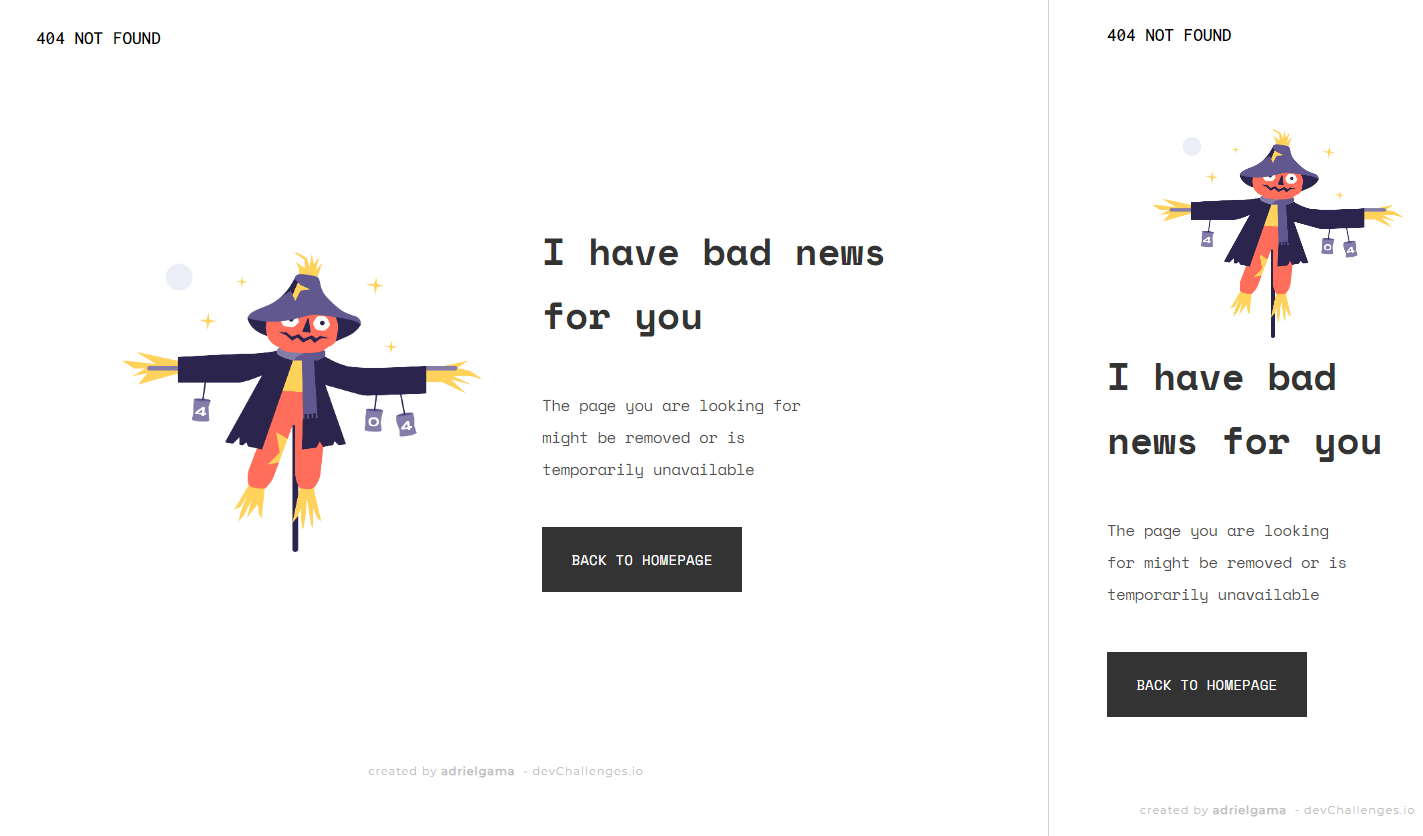 404 NOT FOUND
4
0
4
I have bad news
for you
The page you are looking for
might be removed or is
temporarily unavailable
BACK TO HOMEPAGE
created by adrielgama - devChallenges.io
404 NOT FOUND
4
0
4
I have bad
news for you
The page you are looking
for might be removed or is
temporarily unavailable
BACK TO HOMEPAGE
created by adrielgama - devChallenges.io